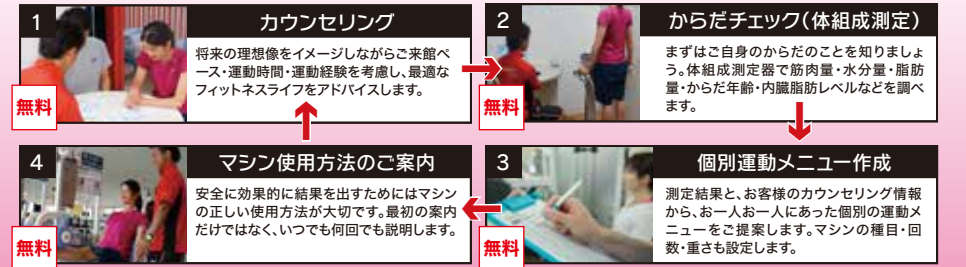 1 カウンセリング
将来の理想像をイメージしながらご来館ペ
ース・運動時間・運動経験を考慮し、最適な
フィットネスライフをアドバイスします。
無料
2 からだチェック(体組成測定)
まずはご自身のからだのことを知りましょ
う。体組成測定器で筋肉量・水分量・脂肪
量・からだ年齢・内臓脂肪レベルなどを調べ
ます。
無料
3 個別運動メニュー作成
測定結果と、お客様のカウンセリング情報
から、お一人お一人にあった個別の運動メ
ニューをご提案します。マシンの種目・回
数・重さも設定します。
無料
4 マシン使用方法のご案内
安全に効果的に結果を出すためにはマシン
の正しい使用方法が大切です。最初の案内
だけではなく、いつでも何回でも説明します。
無料